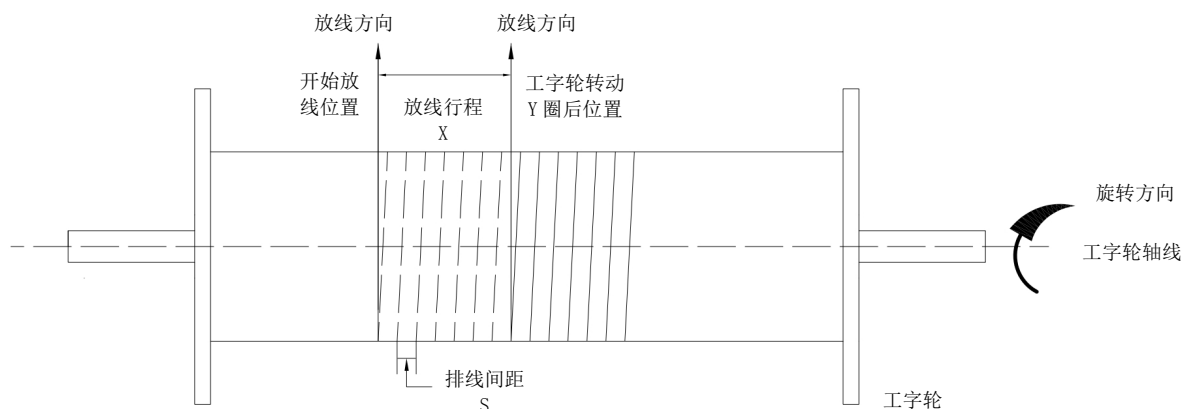 放线方向
放线方向
开始放
线位置
放线行程
X
工字轮转动
Y 圈后位置
旋转方向
工字轮轴线
排线间距
S
工字轮